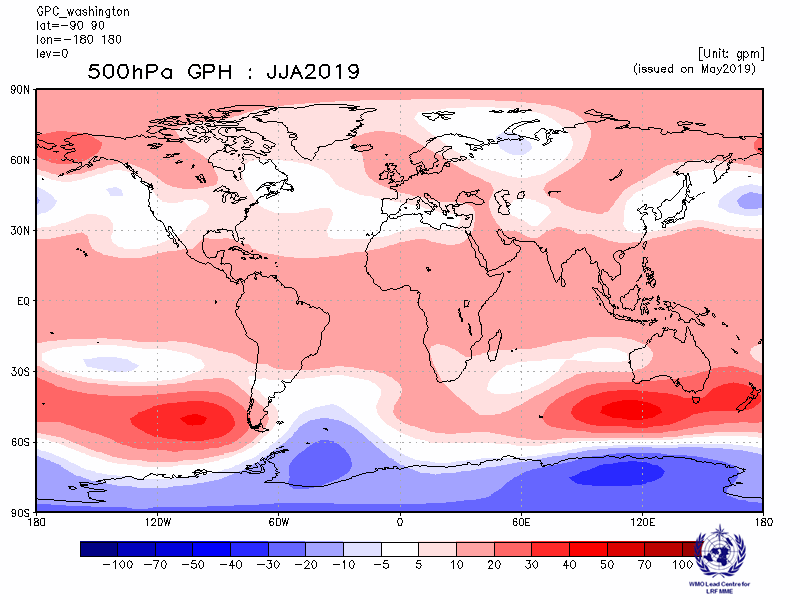 GPC_washington
lat=-90 90
lon=-180 180
lev=0
[Unit: gpm]
500hPa GPH : JJA2019
(issued on May2019)
90N
60N
30N
EQ
30S
60S
90S
180 120W 60W 0 60E 120E 180
-100 -70 -50 -40 -30 -20 -10 -5 5 10 20 30 40 50 70 100
WMO Lead Centre for
LRF MME